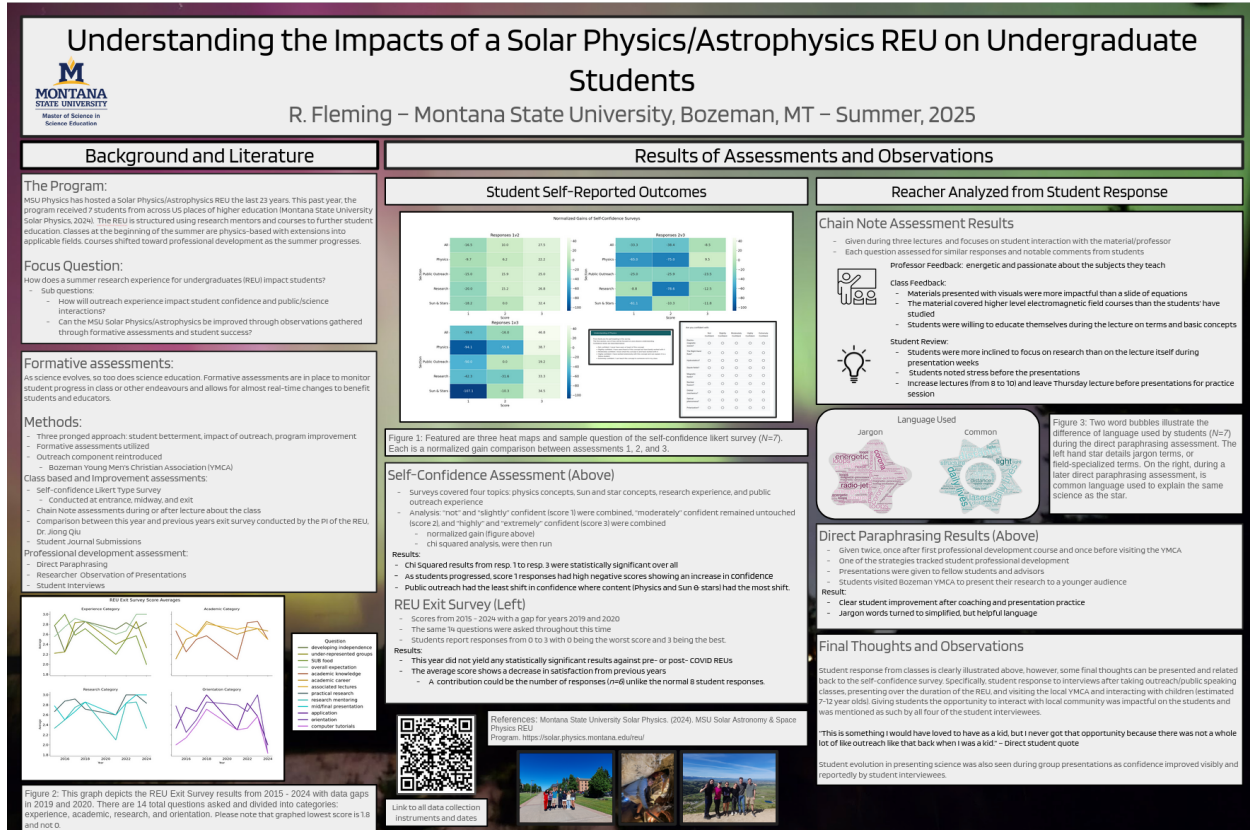 Understanding the Impacts of a Solar Physics/Astrophysics REU on Undergraduate
Students
R. Fleming – Montana State University, Bozeman, MT – Summer, 2025
M
MONTANA
STATE UNIVERSITY
Master of Science in
Science Education
Background and Literature
The Program:
MSU Physics has hosted a Solar Physics/Astrophysics REU the last 23 years. This past year, the
program received 7 students from across US places of higher education (Montana State University
Solar Physics, 2024). The REU is structured using research mentors and courses to further student
education. Classes at the beginning of the summer are physics-based with extensions into
applicable fields. Courses shifted toward professional development as the summer progresses.
Focus Question:
How does a summer research experience for undergraduates (REU) impact students?
- Sub questions:
- How will outreach experience impact student confidence and public/science
interactions?
- Can the MSU Solar Physics/Astrophysics be improved through observations gathered
through formative assessments and student success?
Formative assessments:
As science evolves, so too does science education. Formative assessments are in place to monitor
student progress in class or other endeavours and allows for almost real-time changes to benefit
students and educators.
Methods:
- Three pronged approach: student betterment, impact of outreach, program improvement
- Formative assessments utilized
- Outreach component reintroduced
- Bozeman Young Men's Christian Association (YMCA)
Class based and Improvement assessments:
- Self-confidence Likert Type Survey
- Conducted at entrance, midway, and exit
- Chain Note Assessments during or after lecture about the class
- Comparison between this year and previous years exit survey conducted by the PI of the REU,
Dr. Jiong Qiu
- Student Journal Submissions
Professional development assessment:
- Direct Paraphrasing
- Researcher Observation of Presentations
- Student Interviews
REU Exit Survey Score Averages
Experience Category
Academic Category
Research Category
Orientation Category
2016 2018 2020 2022 2024
2016 2018 2020 2022 2024
Question
developing independence
under-represented groups
SUB food
overall expectation
academic knowledge
academic career
associated lectures
practical research
research mentoring
mid/final presentation
application
orientation
computer tutorials
Figure 2: This graph depicts the REU Exit Survey results from 2015 - 2024 with data gaps
in 2019 and 2020. There are 14 total questions asked and divided into categories:
experience, academic, research, and orientation. Please note that graphed lowest score is 1.8
and not 0.
Results of Assessments and Observations
Student Self-Reported Outcomes
Normalized Gains of Self-Confidence Surveys
Responses 1v2
Responses 2v3
Responses 1v3
All
Physics
Public Outreach
Research
Sun & Stars
Section
Score
Figure 1: Featured are three heat maps and sample question of the self-confidence likert survey (N=7).
Each is a normalized gain comparison between assessments 1, 2, and 3.
Self-Confidence Assessment (Above)
- Surveys covered four topics: physics concepts, Sun and star concepts, research experience, and public
outreach experience
- Analysis: "not" and "slightly" confident (score 1) were combined, "moderately" confident remained untouched
(score 2), and "highly" and "extremely" confident (score 3) were combined
- normalized gain (figure above)
- chi squared analysis, were then run
Results:
- Chi Squared results from resp. 1 to resp. 3 were statistically significant over all
- As students progressed, score 1 responses had high negative scores showing an increase in confidence
- Public outreach had the least shift in confidence where content (Physics and Sun & stars) had the most shift.
REU Exit Survey (Left)
- Scores from 2015 - 2024 with a gap for years 2019 and 2020
- The same 14 questions were asked throughout this time
- Students report responses from 0 to 3 with 0 being the worst score and 3 being the best.
Results:
- This year did not yield any statistically significant results against pre- or post- COVID REUs
- The average score shows a decrease in satisfaction from previous years
- A contribution could be the number of responses (n=6) unlike the normal 8 student responses.
Link to all data collection
instruments and dates
References: Montana State University Solar Physics. (2024). MSU Solar Astronomy & Space
Physics REU
Program. https://solar.physics.montana.edu/reu/
Reacher Analyzed from Student Response
Chain Note Assessment Results
- Given during three lectures and focuses on student interaction with the material/professor
- Each question assessed for similar responses and notable comments from students
Professor Feedback: energetic and passionate about the subjects they teach
Class Feedback:
- Materials presented with visuals were more impactful than a slide of equations
- The material covered higher level electromagnetic field courses than the students' have
studied
- Students were willing to educate themselves during the lecture on terms and basic concepts
Student Review:
- Students were more inclined to focus on research than on the lecture itself during
presentation weeks
- Students noted stress before the presentations
- Increase lectures (from 8 to 10) and leave Thursday lecture before presentations for practice
session
Language Used
Jargon
Common
energetic
corona
radio-jet
light
distance
Figure 3: Two word bubbles illustrate the
difference of language used by students (N=7)
during the direct paraphrasing assessment. The
left hand star details jargon terms, or
field-specialized terms. On the right, during a
later direct paraphrasing assessment, is
common language used to explain the same
science as the star.
Direct Paraphrasing Results (Above)
- Given twice, once after first professional development course and once before visiting the YMCA
- One of the strategies tracked student professional development
- Presentations were given to fellow students and advisors
- Students visited Bozeman YMCA to present their research to a younger audience
Result:
- Clear student improvement after coaching and presentation practice
- Jargon words turned to simplified, but helpful language
Final Thoughts and Observations
Student response from classes is clearly illustrated above, however, some final thoughts can be presented and related
back to the self-confidence survey. Specifically, student response to interviews after taking outreach/public speaking
classes, presenting over the duration of the REU, and visiting the local YMCA and interacting with children (estimated
7-12 year olds). Giving students the opportunity to interact with local community was impactful on the students and
was mentioned as such by all four of the student interviewees.
"This is something I would have loved to have as a kid, but I never got that opportunity because there was not a whole
lot of like outreach like that back when I was a kid." – Direct student quote
Student evolution in presenting science was also seen during group presentations as confidence improved visibly and
reportedly by student interviewees.